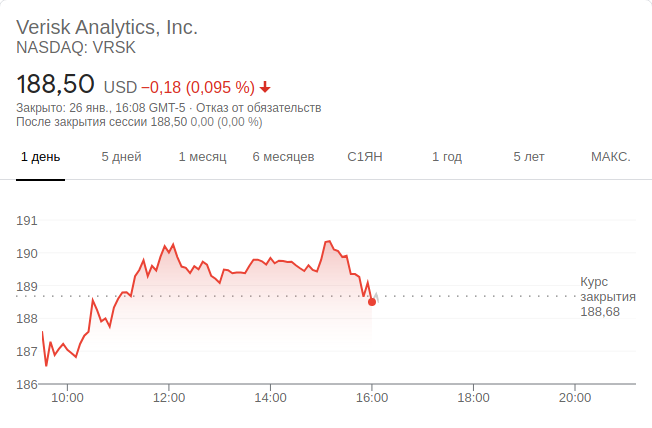 Verisk Analytics, Inc.
NASDAQ: VRSK
188,50 USD −0,18 (0,095 %)
Закрыто: 26 янв., 16:08 GMT-5 · Отказ от обязательств
После закрытия сессии 188,50 0,00 (0,00 %)
1 день 5 дней 1 месяц 6 месяцев С1ЯН 1 год 5 лет МАКС.
191
190
189
188
187
186
Курс
закрытия
188,68
10:00 12:00 14:00 16:00 18:00 20:00